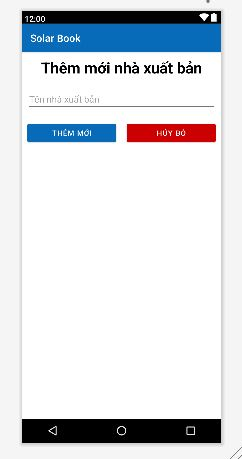 12:00
Solar Book
Thêm mới nhà xuất bản
Tên nhà xuất bản
THÊM MỚI
HỦY BỎ